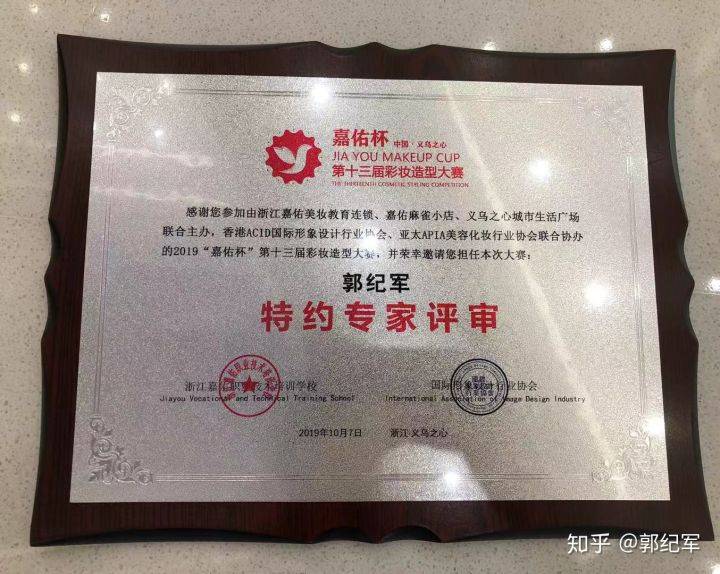 嘉佑杯 中国·义乌之心
JIA YOU MAKEUP CUP
第十三届彩妆造型大赛
THE THIRTEENTH COSMETIC STYLING COMPETITION
感谢您参加由浙江嘉佑美妆教育连锁、嘉佑麻雀小店、义乌之心城市生活广场
联合主办，香港ACID国际形象设计行业协会、亚太APIA美容化妆行业协会联合协办
的2019“嘉佑杯”第十三届彩妆造型大赛，并荣幸邀请您担任本次大赛：
郭纪军
特约专家评审
浙江嘉佑职业技术培训学校
国际形象设计行业协会
Jiayou Vocational and Technical Training School
International Association of Image Design Industry
2019年10月7日 浙江·义乌之心
知乎 @郭纪军